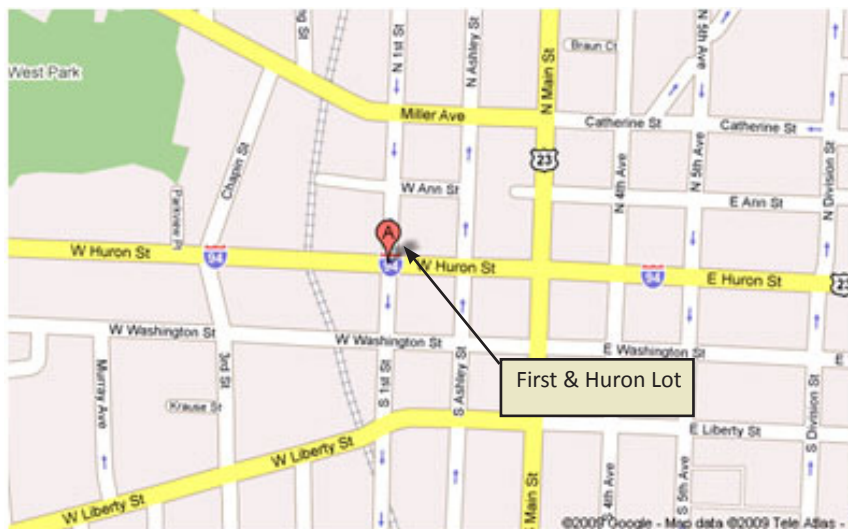 N 1st St
N Ashley St
N Main St
Braun Ct
N 5th Ave
West Park
Miller Ave
Catherine St
Catherine St
23
Chapin St
N 4th Ave
N 5th Ave
N Division St
W Ann St
E Ann St
Parkview Pl
A
W Huron St
94
94
W Huron St
94
E Huron St
23
W Washington St
W Washington St
E Washington St
E
First & Huron Lot
Murray Ave
3rd St
S 1st St
S Ashley St
Krause St
E Liberty St
W Liberty St
W Liberty St
Main St
S 4th Ave
S 5th Ave
S Division St
©2009 Google - Map data ©2009 Tele Atlas -